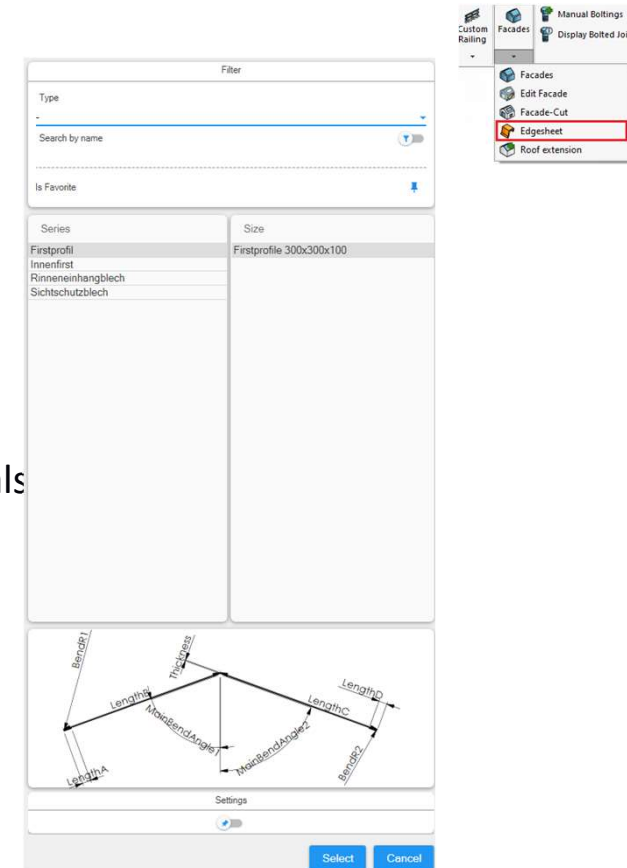 Custom
Railing
Facades
Manual Boltings
Display Bolted Joi
Facades
Edit Facade
Facade-Cut
Edgesheet
Roof extension
Filter
Type
-
Search by name
Is Favorite
Series
Size
Firstprofil
Firstprofile 300x300x100
Innenfirst
Rinneneinhangblech
Sichtschutzblech
als
BendR1
Thickness
LengthB
LengthC
LengthD
MainBendAngle1
MainBendAngle2
LengthA
BendR2
Settings
Select
Cancel